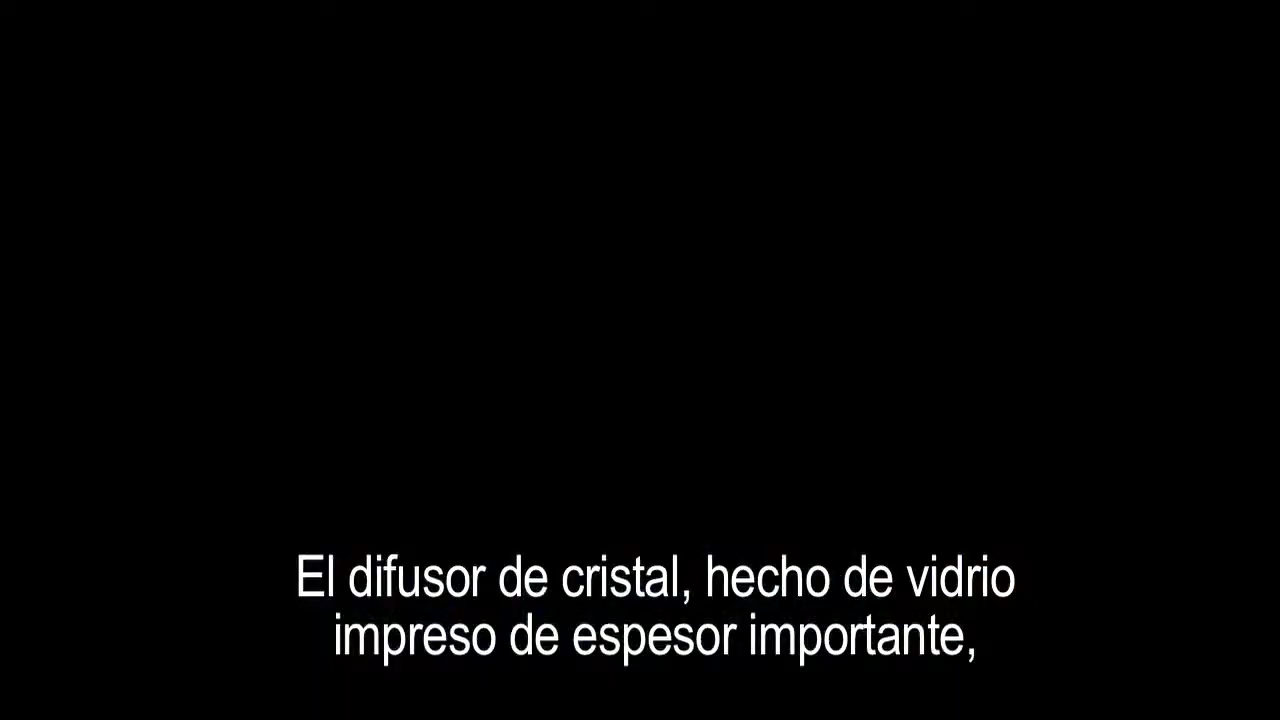 El difusor de cristal, hecho de vidrio
impreso de espesor importante,